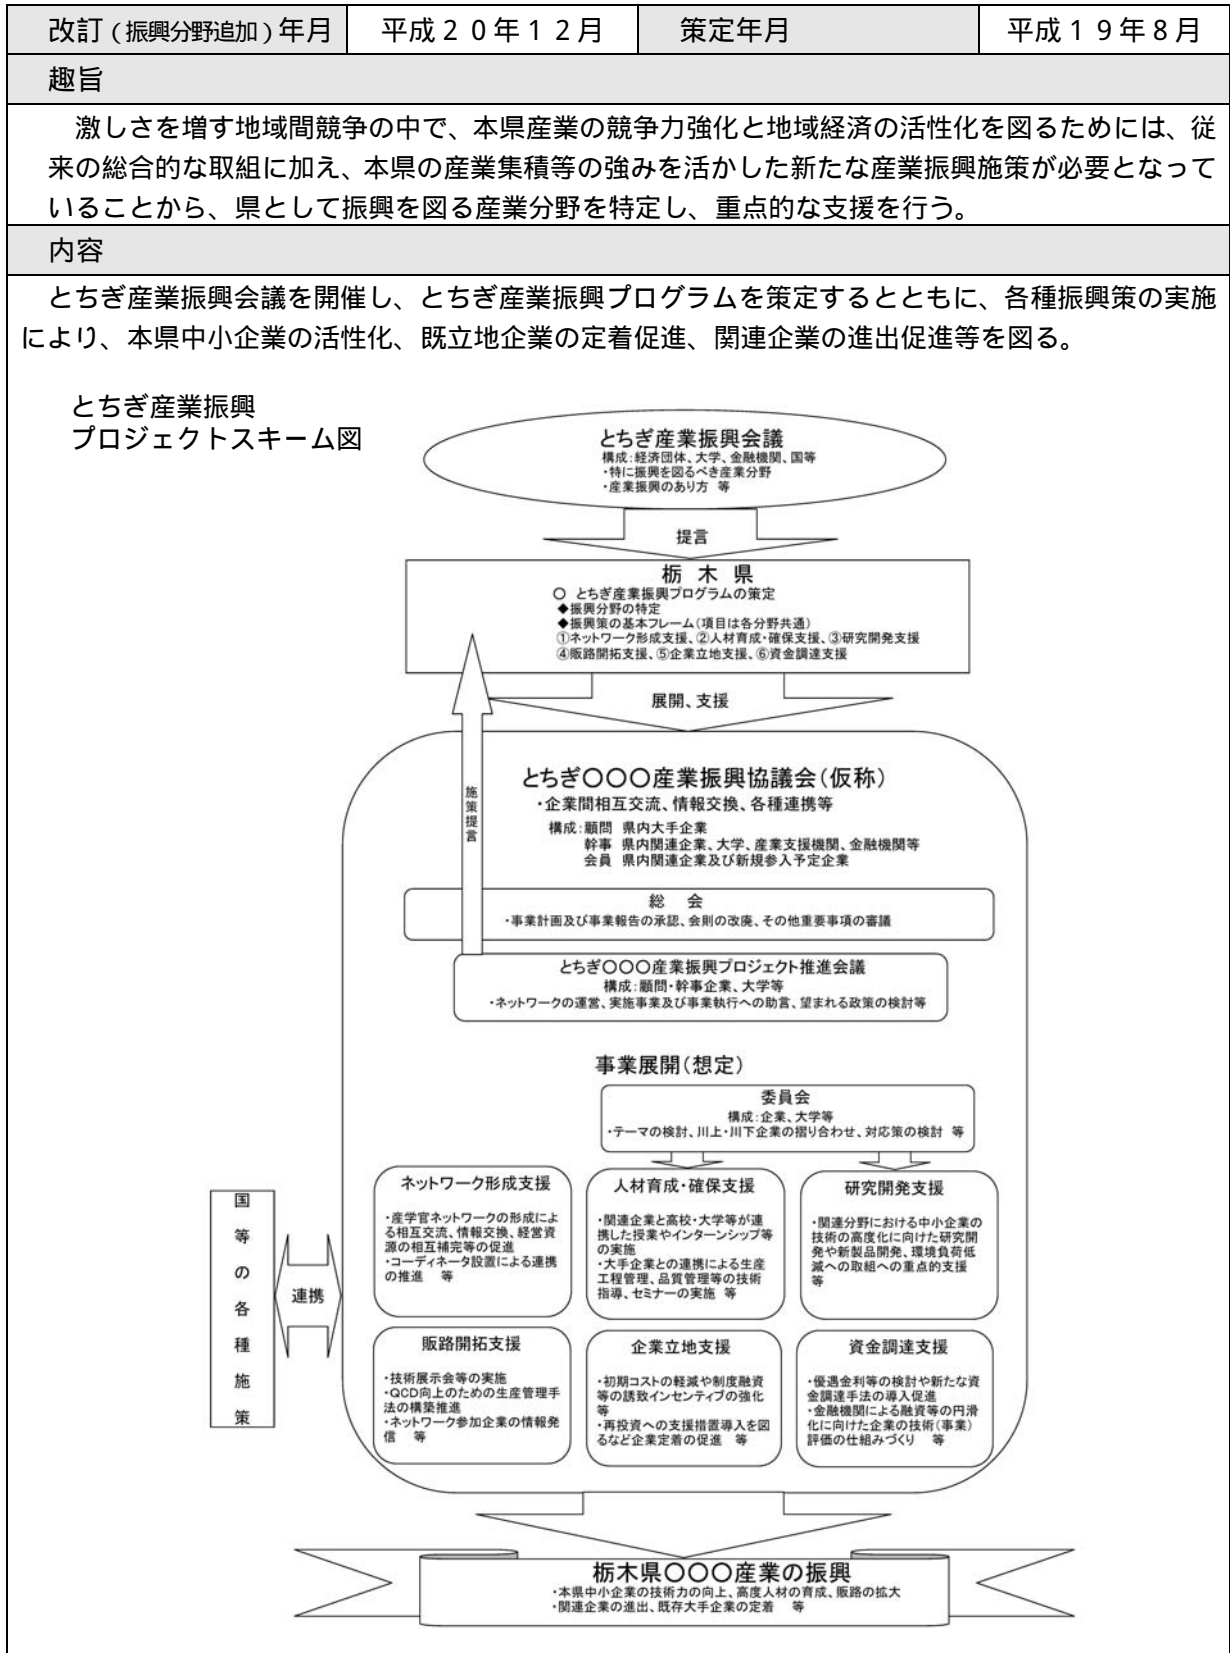 改訂（振興分野追加）年月 平成２０年１２月 策定年月 平成１９年８月
趣旨
激しさを増す地域間競争の中で、本県産業の競争力強化と地域経済の活性化を図るためには、従
来の総合的な取組に加え、本県の産業集積等の強みを活かした新たな産業振興施策が必要となって
いることから、県として振興を図る産業分野を特定し、重点的な支援を行う。
内容
とちぎ産業振興会議を開催し、とちぎ産業振興プログラムを策定するとともに、各種振興策の実施
により、本県中小企業の活性化、既立地企業の定着促進、関連企業の進出促進等を図る。
とちぎ産業振興
プロジェクトスキーム図
とちぎ産業振興会議
構成：経済団体、大学、金融機関、国等
・特に振興を図るべき産業分野
・産業振興のあり方 等
提言
栃 木 県
〇 とちぎ産業振興プログラムの策定
◆振興分野の特定
◆振興策の基本フレーム（項目は各分野共通）
①ネットワーク形成支援、②人材育成・確保支援、③研究開発支援
④販路開拓支援、⑤企業立地支援、⑥資金調達支援
展開、支援
施策提言
とちぎ〇〇〇産業振興協議会（仮称）
・企業間相互交流、情報交換、各種連携等
構成：顧問 県内大手企業
幹事 県内関連企業、大学、産業支援機関、金融機関等
会員 県内関連企業及び新規参入予定企業
総 会
・事業計画及び事業報告の承認、会則の改廃、その他重要事項の審議
とちぎ〇〇〇産業振興プロジェクト推進会議
構成：顧問・幹事企業、大学等
・ネットワークの運営、実施事業及び事業執行への助言、望まれる政策の検討等
事業展開（想定）
委員会
構成：企業、大学等
・テーマの検討、川上・川下企業の摺り合わせ、対応策の検討 等
国等の各種施策
連携
ネットワーク形成支援
・産学官ネットワークの形成によ
る相互交流、情報交換、経営資
源の相互補完等の促進
・コーディネータ設置による連携
の推進 等
人材育成・確保支援
・関連企業と高校・大学等が連
携した授業やインターンシップ等
の実施
・大手企業との連携による生産
工程管理、品質管理等の技術
指導、セミナーの実施 等
研究開発支援
・関連分野における中小企業の
技術の高度化に向けた研究開
発や新製品開発、環境負荷低
減への取組への重点的支援
等
販路開拓支援
・技術展示会等の実施
・QCD向上のための生産管理手
法の構築推進
・ネットワーク参加企業の情報発
信 等
企業立地支援
・初期コストの軽減や制度融資
等の誘致インセンティブの強化
等
・再投資への支援措置導入を図
るなど企業定着の促進 等
資金調達支援
・優遇金利等の検討や新たな資
金調達手法の導入促進
・金融機関による融資等の円滑
化に向けた企業の技術（事業）
評価の仕組みづくり 等
栃木県〇〇〇産業の振興
・本県中小企業の技術力の向上、高度人材の育成、販路の拡大
・関連企業の進出、既存大手企業の定着 等